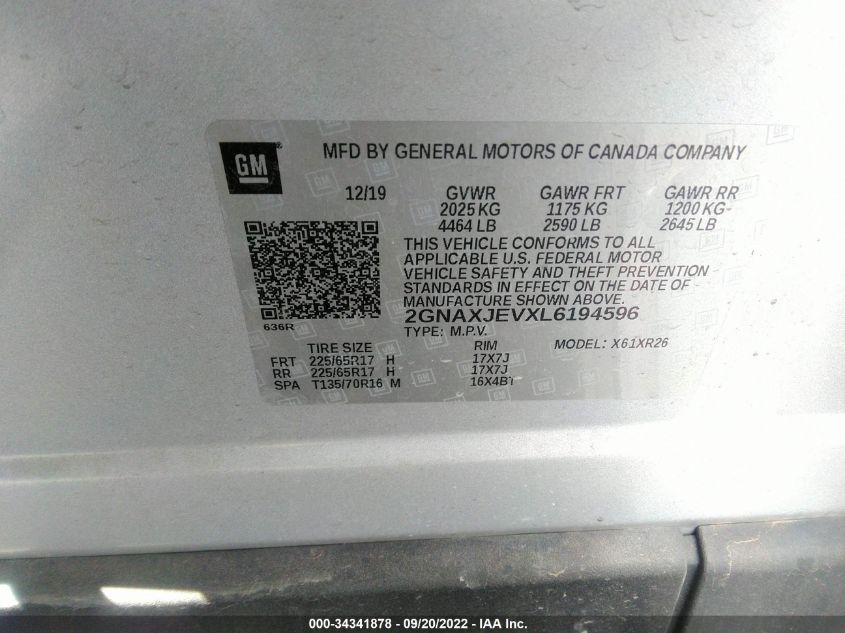 GM
MFD BY GENERAL MOTORS OF CANADA COMPANY
12/19 GVWR GAWR FRT GAWR RR
2025 KG 1175 KG 1200 KG
4464 LB 2590 LB 2645 LB
THIS VEHICLE CONFORMS TO ALL
APPLICABLE U.S. FEDERAL MOTOR
VEHICLE SAFETY AND THEFT PREVENTION
STANDARDS IN EFFECT ON THE DATE OF
MANUFACTURE SHOWN ABOVE.
636R
2GNAXJEVXL6194596
TYPE: M.P.V.
TIRE SIZE RIM MODEL: X61XR26
FRT 225/65R17 H 17X7J
RR 225/65R17 H 17X7J
SPA T135/70R16 M 16X4BT
000-34341878 - 09/20/2022 - IAAI Inc.